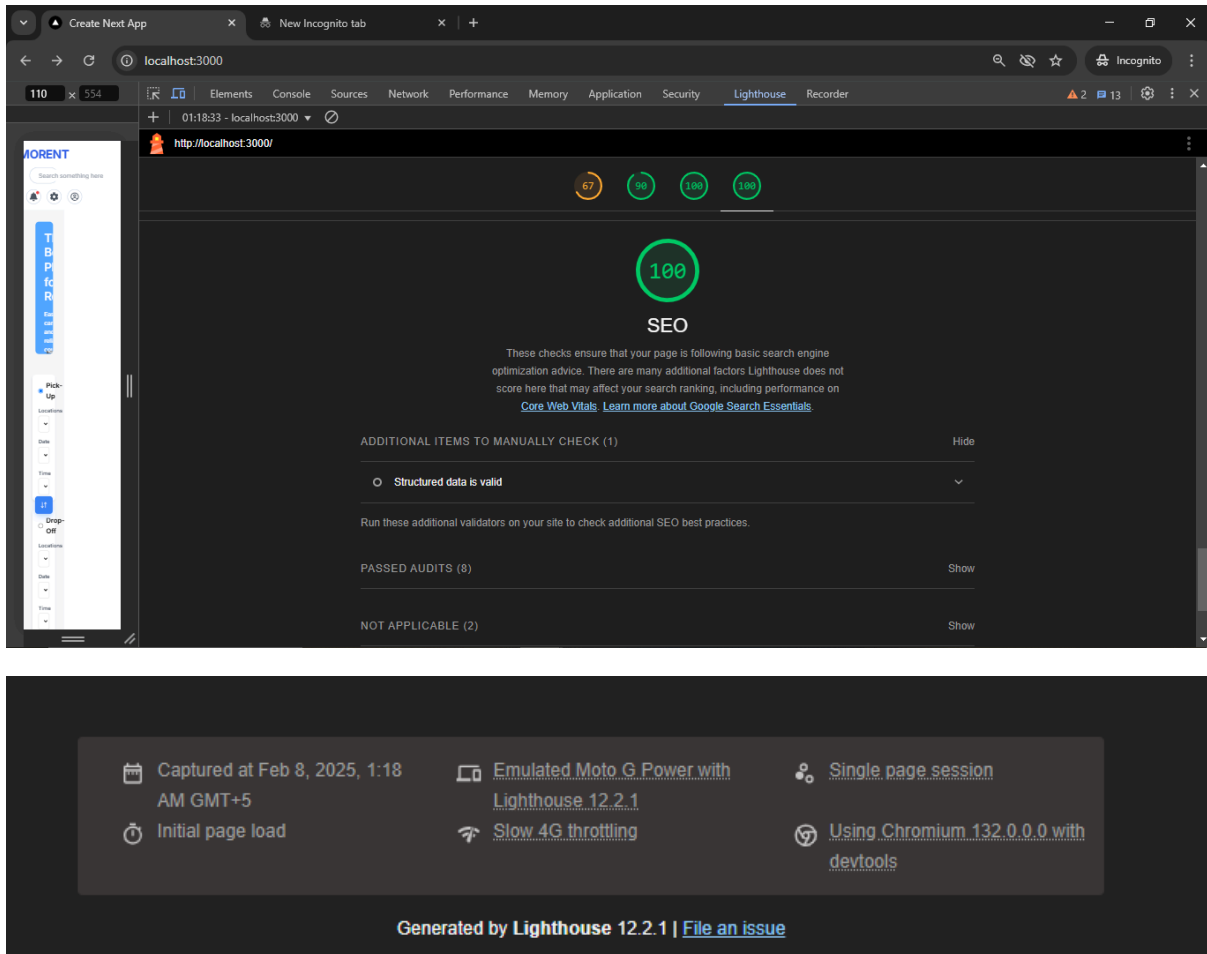 Create Next App
New Incognito tab
localhost:3000
Incognito
110 × 554
Elements Console Sources Network Performance Memory Application Security Lighthouse Recorder
2 13
01:18:33 - localhost:3000
http://localhost:3000/
MORENT
Search something here
Pick-
Up
Locations
Date
Time
Drop-
Off
Locations
Date
Time
67 90 100 100
100
SEO
These checks ensure that your page is following basic search engine
optimization advice. There are many additional factors Lighthouse does not
score here that may affect your search ranking, including performance on
Core Web Vitals. Learn more about Google Search Essentials.
ADDITIONAL ITEMS TO MANUALLY CHECK (1) Hide
Structured data is valid
Run these additional validators on your site to check additional SEO best practices.
PASSED AUDITS (8) Show
NOT APPLICABLE (2) Show
Captured at Feb 8, 2025, 1:18
AM GMT+5
Initial page load
Emulated Moto G Power with
Lighthouse 12.2.1
Slow 4G throttling
Single page session
Using Chromium 132.0.0.0 with
devtools
Generated by Lighthouse 12.2.1 | File an issue